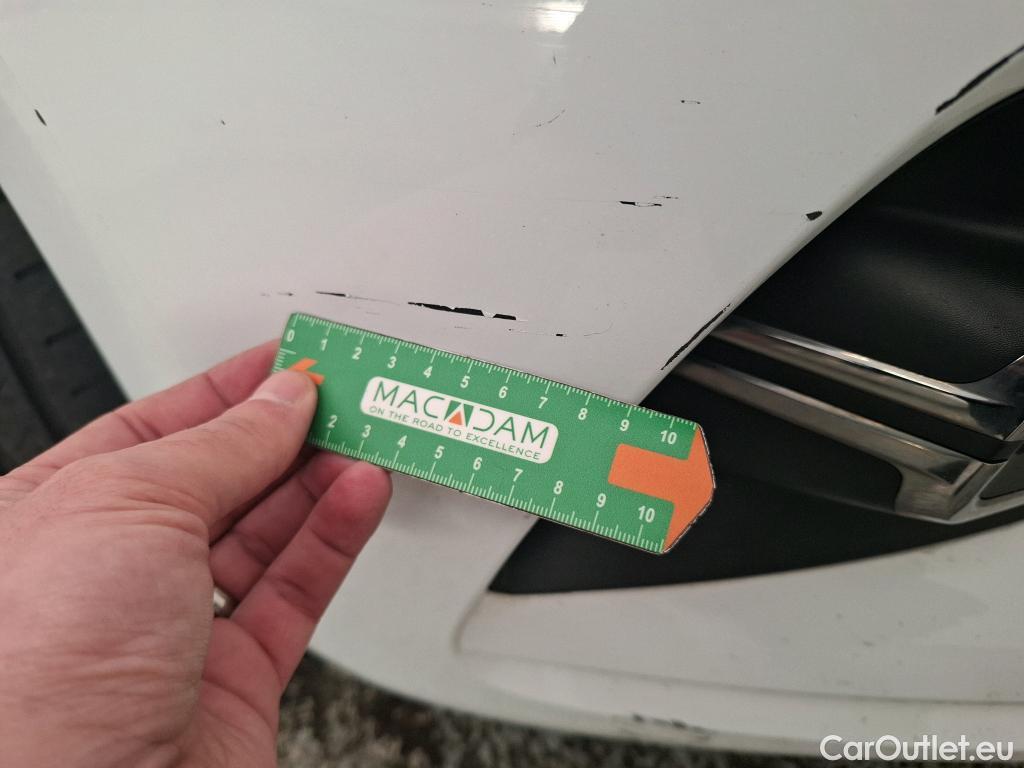 0 1 2 3 4 5 6 7 8 9 10
MACADAM
ON THE ROAD TO EXCELLENCE
2 3 4 5 6 7 8 9 10
CarOutlet.eu